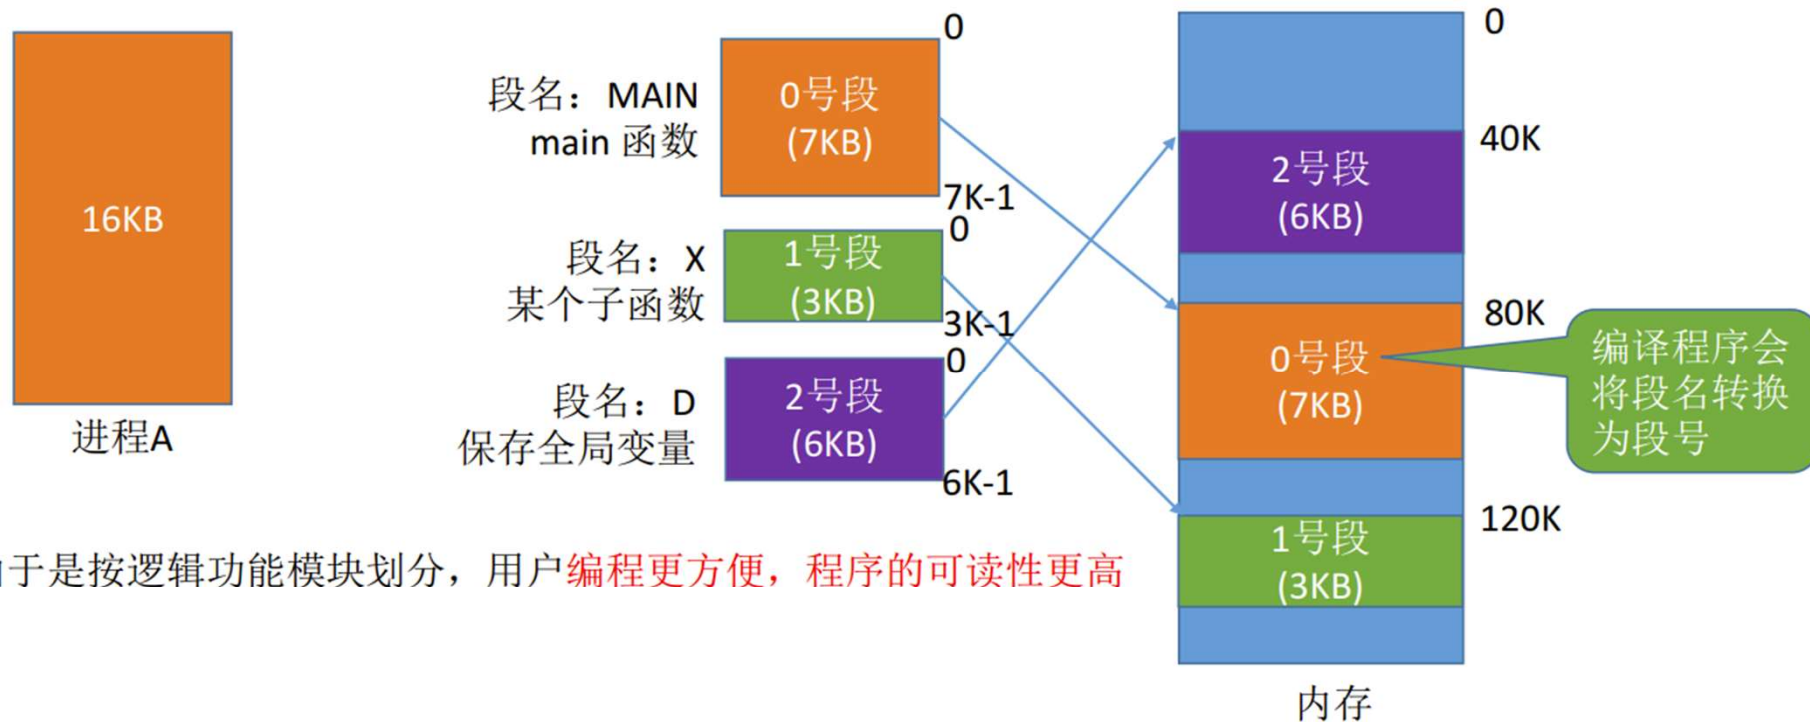 16KB
进程A
段名：MAIN
main 函数
0号段
(7KB)
0
7K-1
段名：X
某个子函数
1号段
(3KB)
0
3K-1
段名：D
保存全局变量
2号段
(6KB)
0
6K-1
0
40K
2号段
(6KB)
80K
0号段
(7KB)
编译程序会
将段名转换
为段号
120K
1号段
(3KB)
内存
于是按逻辑功能模块划分，用户编程更方便，程序的可读性更高